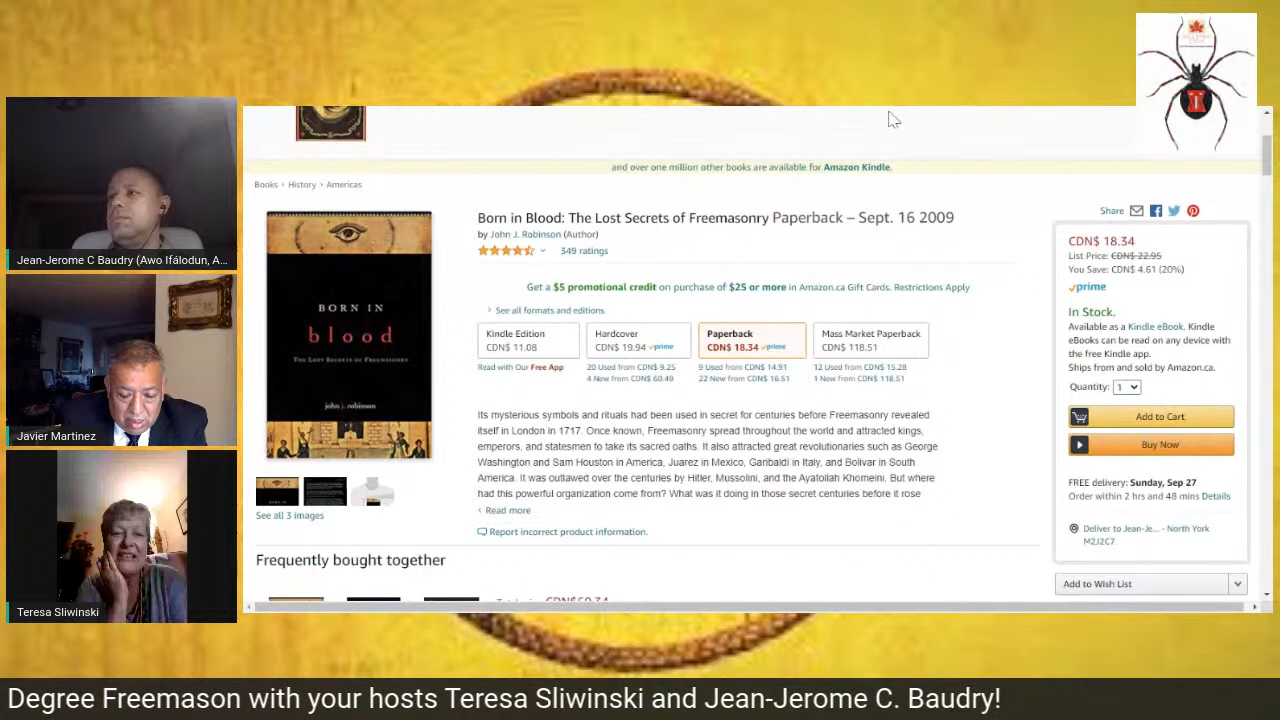 and over one million other books are available for Amazon Kindle.
Books › History › Americas
Born in Blood: The Lost Secrets of Freemasonry Paperback – Sept. 16 2009
by John J. Robinson (Author)
349 ratings
Get a $5 promotional credit on purchase of $25 or more in Amazon.ca Gift Cards. Restrictions Apply
› See all formats and editions
Kindle Edition
CDN$ 11.08
Read with Our Free App
Hardcover
CDN$ 19.94 prime
20 Used from CDN$ 9.25
4 New from CDN$ 60.49
Paperback
CDN$ 18.34 prime
9 Used from CDN$ 14.91
22 New from CDN$ 16.51
Mass Market Paperback
CDN$ 118.51
12 Used from CDN$ 15.28
1 New from CDN$ 118.51
Its mysterious symbols and rituals had been used in secret for centuries before Freemasonry revealed
itself in London in 1717. Once known, Freemasonry spread throughout the world and attracted kings,
emperors, and statesmen to take its sacred oaths. It also attracted great revolutionaries such as George
Washington and Sam Houston in America, Juarez in Mexico, Garibaldi in Italy, and Bolivar in South
America. It was outlawed over the centuries by Hitler, Mussolini, and the Ayatollah Khomeini. But where
had this powerful organization come from? What was it doing in those secret centuries before it rose
‹ Read more
Report incorrect product information.
BORN IN
blood
THE LOST SECRETS OF FREEMASONRY
john j. robinson
See all 3 images
Frequently bought together
Share
CDN$ 18.34
List Price: CDN$ 22.95
You Save: CDN$ 4.61 (20%)
prime
In Stock.
Available as a Kindle eBook. Kindle
eBooks can be read on any device with
the free Kindle app.
Ships from and sold by Amazon.ca.
Quantity: 1
Add to Cart
Buy Now
FREE delivery: Sunday, Sep 27
Order within 2 hrs and 48 mins Details
Deliver to Jean-Je... - North York
M2J2C7
Add to Wish List
Jean-Jerome C Baudry (Awo Ifálodun, A...
Javier Martinez
Teresa Sliwinski
Degree Freemason with your hosts Teresa Sliwinski and Jean-Jerome C. Baudry!